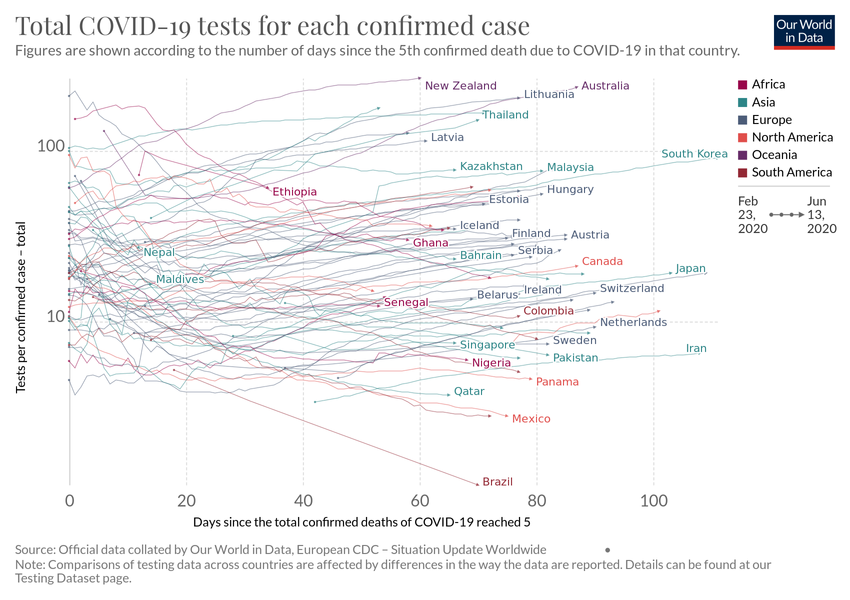 Total COVID-19 tests for each confirmed case
Figures are shown according to the number of days since the 5th confirmed death due to COVID-19 in that country.
Our World
in Data
New Zealand
Australia
Lithuania
Thailand
Latvia
100
South Korea
Kazakhstan
Malaysia
Ethiopia
Hungary
Estonia
Iceland
Finland
Austria
Ghana
Nepal
Serbia
Bahrain
Canada
Japan
Maldives
Ireland
Switzerland
Belarus
Senegal
Colombia
10
Netherlands
Sweden
Singapore
Iran
Pakistan
Nigeria
Panama
Qatar
Mexico
Brazil
Tests per confirmed case – total
0
20
40
60
80
100
Days since the total confirmed deaths of COVID-19 reached 5
Africa
Asia
Europe
North America
Oceania
South America
Feb
23,
2020
Jun
13,
2020
Source: Official data collated by Our World in Data, European CDC – Situation Update Worldwide
Note: Comparisons of testing data across countries are affected by differences in the way the data are reported. Details can be found at our
Testing Dataset page.